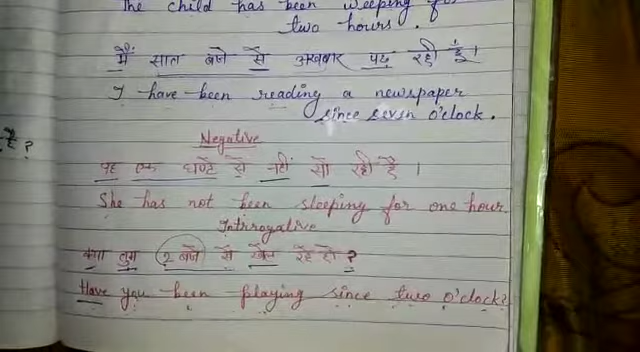 The child has been weeping for
two hours.
मैं सात बजे से अखबार पढ़ रही हूँ।
I have been reading a newspaper
since seven o'clock.
है?
Negative
वह एक घण्टे से नहीं सो रही है ।
She has not been sleeping for one hour.
Intrrogative
क्या तुम 2 बजे से खेल रहे हो ?
Have you been playing since two o'clock?